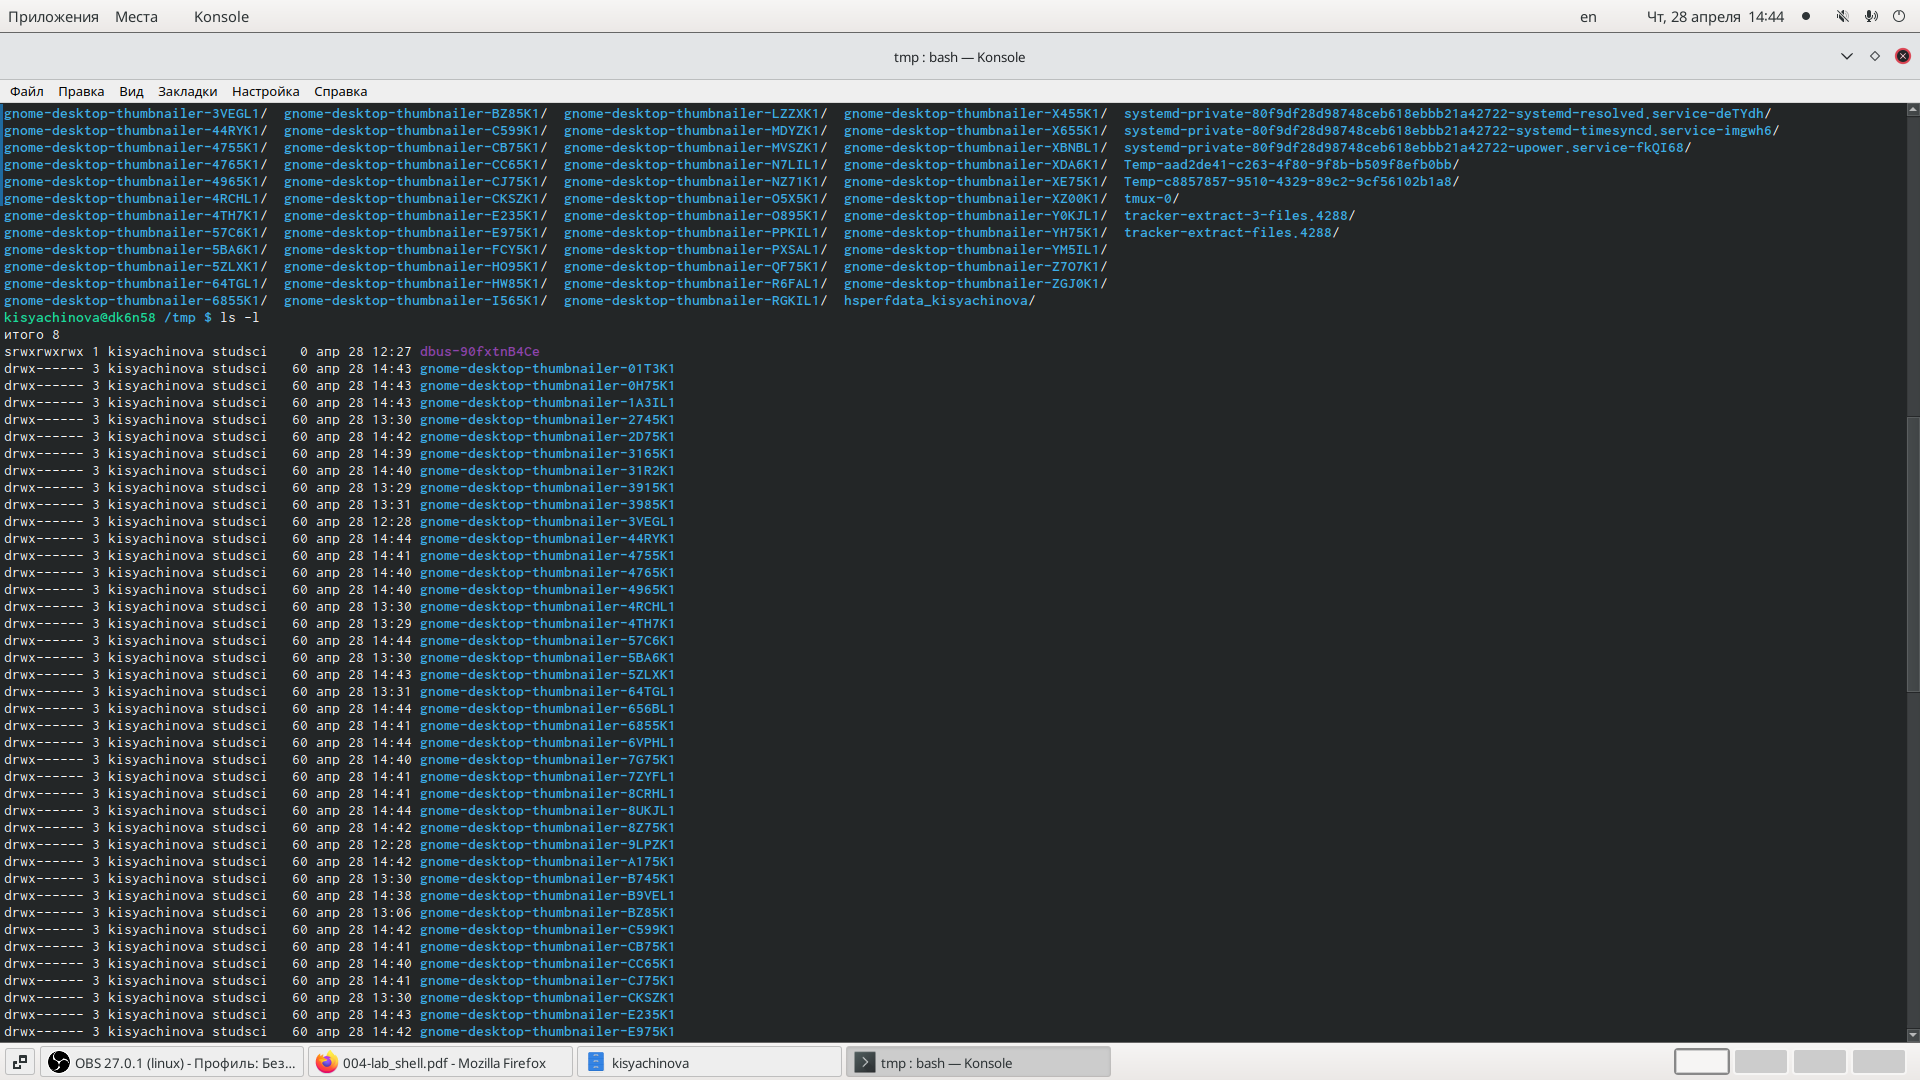 Приложения Места Konsole en Чт, 28 апреля 14:44
tmp : bash — Konsole
Файл Правка Вид Закладки Настройка Справка
gnome-desktop-thumbnailer-3VEGL1/ gnome-desktop-thumbnailer-BZ85K1/ gnome-desktop-thumbnailer-LZZXK1/ gnome-desktop-thumbnailer-X455K1/ systemd-private-80f9df28d98748ceb618ebbb21a42722-systemd-resolved.service-deTYdh/
gnome-desktop-thumbnailer-44RYK1/ gnome-desktop-thumbnailer-C599K1/ gnome-desktop-thumbnailer-MDYZK1/ gnome-desktop-thumbnailer-X655K1/ systemd-private-80f9df28d98748ceb618ebbb21a42722-systemd-timesyncd.service-imgwh6/
gnome-desktop-thumbnailer-4755K1/ gnome-desktop-thumbnailer-CB75K1/ gnome-desktop-thumbnailer-MVSZK1/ gnome-desktop-thumbnailer-XBNBL1/ systemd-private-80f9df28d98748ceb618ebbb21a42722-upower.service-fkQI68/
gnome-desktop-thumbnailer-4765K1/ gnome-desktop-thumbnailer-CC65K1/ gnome-desktop-thumbnailer-N7LIL1/ gnome-desktop-thumbnailer-XDA6K1/ Temp-aad2de41-c263-4f80-9f8b-b509f8efb0bb/
gnome-desktop-thumbnailer-4965K1/ gnome-desktop-thumbnailer-CJ75K1/ gnome-desktop-thumbnailer-NZ71K1/ gnome-desktop-thumbnailer-XE75K1/ Temp-c8857857-9510-4329-89c2-9cf56102b1a8/
gnome-desktop-thumbnailer-4RCHL1/ gnome-desktop-thumbnailer-CKSZK1/ gnome-desktop-thumbnailer-O5X5K1/ gnome-desktop-thumbnailer-XZ00K1/ tmux-0/
gnome-desktop-thumbnailer-4TH7K1/ gnome-desktop-thumbnailer-E235K1/ gnome-desktop-thumbnailer-O895K1/ gnome-desktop-thumbnailer-Y0KJL1/ tracker-extract-3-files.4288/
gnome-desktop-thumbnailer-57C6K1/ gnome-desktop-thumbnailer-E975K1/ gnome-desktop-thumbnailer-PPKIL1/ gnome-desktop-thumbnailer-YH75K1/ tracker-extract-files.4288/
gnome-desktop-thumbnailer-5BA6K1/ gnome-desktop-thumbnailer-FCY5K1/ gnome-desktop-thumbnailer-PXSAL1/ gnome-desktop-thumbnailer-YM5IL1/
gnome-desktop-thumbnailer-5ZLXK1/ gnome-desktop-thumbnailer-HO95K1/ gnome-desktop-thumbnailer-QF75K1/ gnome-desktop-thumbnailer-Z7O7K1/
gnome-desktop-thumbnailer-64TGL1/ gnome-desktop-thumbnailer-HW85K1/ gnome-desktop-thumbnailer-R6FAL1/ gnome-desktop-thumbnailer-ZGJ0K1/
gnome-desktop-thumbnailer-6855K1/ gnome-desktop-thumbnailer-I565K1/ gnome-desktop-thumbnailer-RGKIL1/ hsperfdata_kisyachinova/
kisyachinova@dk6n58 /tmp $ ls -l
итого 8
srwxrwxrwx 1 kisyachinova studsci 0 апр 28 12:27 dbus-90fxtnB4Ce
drwx------ 3 kisyachinova studsci 60 апр 28 14:43 gnome-desktop-thumbnailer-01T3K1
drwx------ 3 kisyachinova studsci 60 апр 28 14:43 gnome-desktop-thumbnailer-0H75K1
drwx------ 3 kisyachinova studsci 60 апр 28 14:43 gnome-desktop-thumbnailer-1A3IL1
drwx------ 3 kisyachinova studsci 60 апр 28 13:30 gnome-desktop-thumbnailer-2745K1
drwx------ 3 kisyachinova studsci 60 апр 28 14:42 gnome-desktop-thumbnailer-2D75K1
drwx------ 3 kisyachinova studsci 60 апр 28 14:39 gnome-desktop-thumbnailer-3165K1
drwx------ 3 kisyachinova studsci 60 апр 28 14:40 gnome-desktop-thumbnailer-31R2K1
drwx------ 3 kisyachinova studsci 60 апр 28 13:29 gnome-desktop-thumbnailer-3915K1
drwx------ 3 kisyachinova studsci 60 апр 28 13:31 gnome-desktop-thumbnailer-3985K1
drwx------ 3 kisyachinova studsci 60 апр 28 12:28 gnome-desktop-thumbnailer-3VEGL1
drwx------ 3 kisyachinova studsci 60 апр 28 14:44 gnome-desktop-thumbnailer-44RYK1
drwx------ 3 kisyachinova studsci 60 апр 28 14:41 gnome-desktop-thumbnailer-4755K1
drwx------ 3 kisyachinova studsci 60 апр 28 14:40 gnome-desktop-thumbnailer-4765K1
drwx------ 3 kisyachinova studsci 60 апр 28 14:40 gnome-desktop-thumbnailer-4965K1
drwx------ 3 kisyachinova studsci 60 апр 28 13:30 gnome-desktop-thumbnailer-4RCHL1
drwx------ 3 kisyachinova studsci 60 апр 28 13:29 gnome-desktop-thumbnailer-4TH7K1
drwx------ 3 kisyachinova studsci 60 апр 28 14:44 gnome-desktop-thumbnailer-57C6K1
drwx------ 3 kisyachinova studsci 60 апр 28 13:30 gnome-desktop-thumbnailer-5BA6K1
drwx------ 3 kisyachinova studsci 60 апр 28 14:43 gnome-desktop-thumbnailer-5ZLXK1
drwx------ 3 kisyachinova studsci 60 апр 28 13:31 gnome-desktop-thumbnailer-64TGL1
drwx------ 3 kisyachinova studsci 60 апр 28 14:44 gnome-desktop-thumbnailer-656BL1
drwx------ 3 kisyachinova studsci 60 апр 28 14:41 gnome-desktop-thumbnailer-6855K1
drwx------ 3 kisyachinova studsci 60 апр 28 14:44 gnome-desktop-thumbnailer-6VPHL1
drwx------ 3 kisyachinova studsci 60 апр 28 14:40 gnome-desktop-thumbnailer-7G75K1
drwx------ 3 kisyachinova studsci 60 апр 28 14:41 gnome-desktop-thumbnailer-7ZYFL1
drwx------ 3 kisyachinova studsci 60 апр 28 14:41 gnome-desktop-thumbnailer-8CRHL1
drwx------ 3 kisyachinova studsci 60 апр 28 14:44 gnome-desktop-thumbnailer-8UKJL1
drwx------ 3 kisyachinova studsci 60 апр 28 14:42 gnome-desktop-thumbnailer-8Z75K1
drwx------ 3 kisyachinova studsci 60 апр 28 12:28 gnome-desktop-thumbnailer-9LPZK1
drwx------ 3 kisyachinova studsci 60 апр 28 14:42 gnome-desktop-thumbnailer-A175K1
drwx------ 3 kisyachinova studsci 60 апр 28 13:30 gnome-desktop-thumbnailer-B745K1
drwx------ 3 kisyachinova studsci 60 апр 28 14:38 gnome-desktop-thumbnailer-B9VEL1
drwx------ 3 kisyachinova studsci 60 апр 28 13:06 gnome-desktop-thumbnailer-BZ85K1
drwx------ 3 kisyachinova studsci 60 апр 28 14:42 gnome-desktop-thumbnailer-C599K1
drwx------ 3 kisyachinova studsci 60 апр 28 14:41 gnome-desktop-thumbnailer-CB75K1
drwx------ 3 kisyachinova studsci 60 апр 28 14:40 gnome-desktop-thumbnailer-CC65K1
drwx------ 3 kisyachinova studsci 60 апр 28 14:41 gnome-desktop-thumbnailer-CJ75K1
drwx------ 3 kisyachinova studsci 60 апр 28 13:30 gnome-desktop-thumbnailer-CKSZK1
drwx------ 3 kisyachinova studsci 60 апр 28 14:43 gnome-desktop-thumbnailer-E235K1
drwx------ 3 kisyachinova studsci 60 апр 28 14:42 gnome-desktop-thumbnailer-E975K1
OBS 27.0.1 (linux) - Профиль: Без... 004-lab_shell.pdf - Mozilla Firefox kisyachinova tmp : bash — Konsole